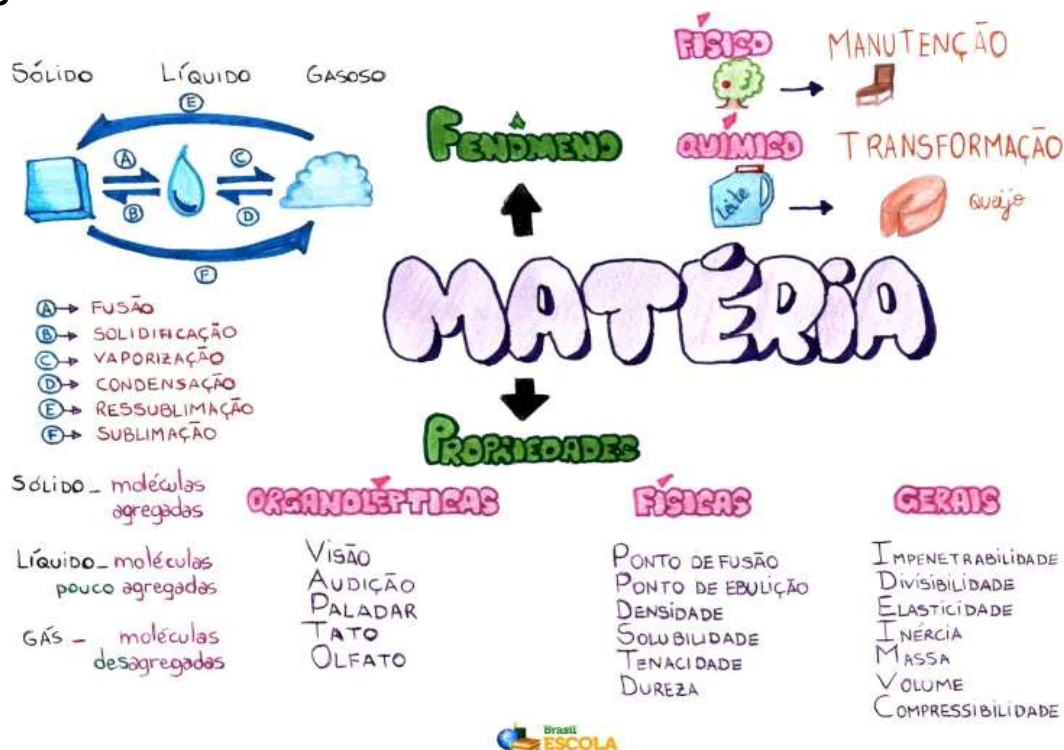 SÓLIDO LÍQUIDO GASOSO
E
A C
B D
F
A → FUSÃO
B → SOLIDIFICAÇÃO
C → VAPORIZAÇÃO
D → CONDENSAÇÃO
E → RESSUBLIMAÇÃO
F → SUBLIMAÇÃO
FENÔMENO
FÍSICO
MANUTENÇÃO
QUÍMICO
TRANSFORMAÇÃO
Leite
queijo
MATÉRIA
PROPRIEDADES
SÓLIDO - moléculas
agregadas
LÍQUIDO - moléculas
pouco agregadas
GÁS - moléculas
desagregadas
ORGANOLÉPTICAS
VISÃO
AUDIÇÃO
PALADAR
TATO
OLFATO
FÍSICAS
PONTO DE FUSÃO
PONTO DE EBULIÇÃO
DENSIDADE
SOLUBILIDADE
TENACIDADE
DUREZA
GERAIS
IMPENETRABILIDADE
DIVISIBILIDADE
ELASTICIDADE
INÉRCIA
MASSA
VOLUME
COMPRESSIBILIDADE
Brasil
ESCOLA